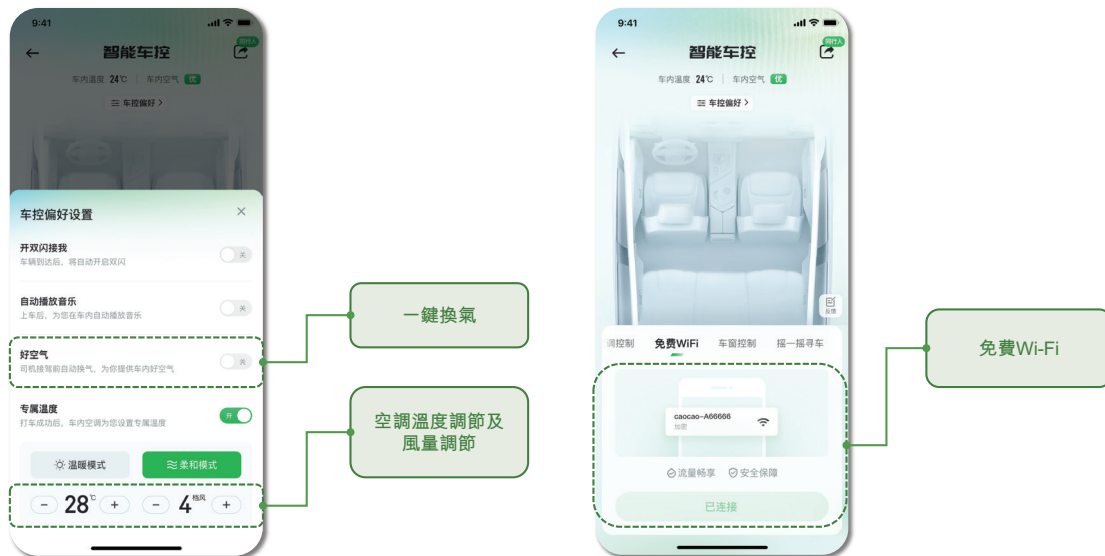 9:41
智能车控
同行人
车内温度 24℃ 车内空气 优
车控偏好
车控偏好设置
开双闪接我
车辆到达后，将自动开启双闪
关
自动播放音乐
上车后，为您在车内自动播放音乐
关
好空气
司机接驾前自动换气，为你提供车内好空气
关
专属温度
打车成功后，车内空调为您设置专属温度
开
温暖模式
柔和模式
28℃
4档风
一鍵換氣
空調溫度調節及
風量調節
9:41
智能车控
同行人
车内温度 24℃ 车内空气 优
车控偏好
反馈
调控制 免费WiFi 车窗控制 摇一摇寻车
caocao-A66666
加密
流量畅享 安全保障
已连接
免費Wi-Fi